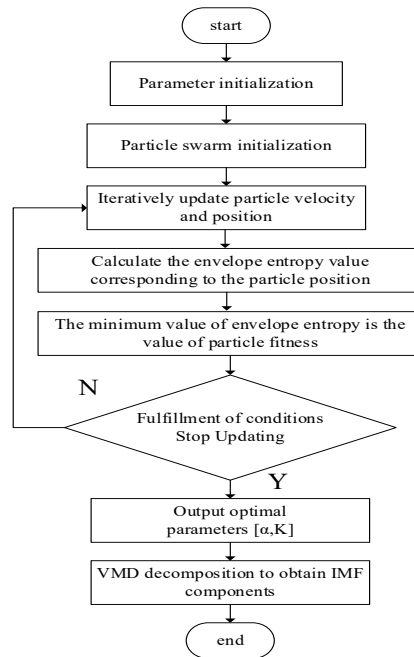 start
Parameter initialization
Particle swarm initialization
Iteratively update particle velocity
and position
Calculate the envelope entropy value
corresponding to the particle position
The minimum value of envelope entropy is the
value of particle fitness
N
Fulfillment of conditions
Stop Updating
Y
Output optimal
parameters [α,K]
VMD decomposition to obtain IMF
components
end